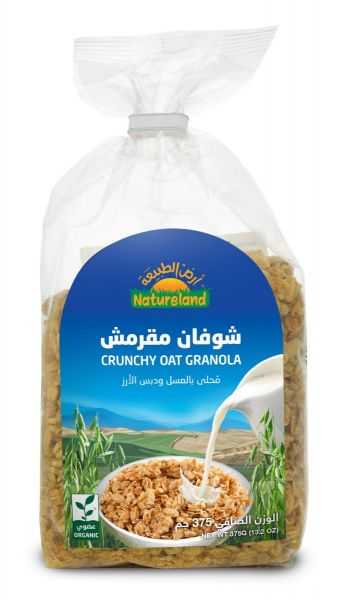 أرض الطبيعة
Natureland
شوفان مقرمش
CRUNCHY OAT GRANOLA
مُحلى بالعسل ودبس الأرز
عضوي
ORGANIC
الوزن الصافي 375 جم
NET WT 375G (13.2 OZ)